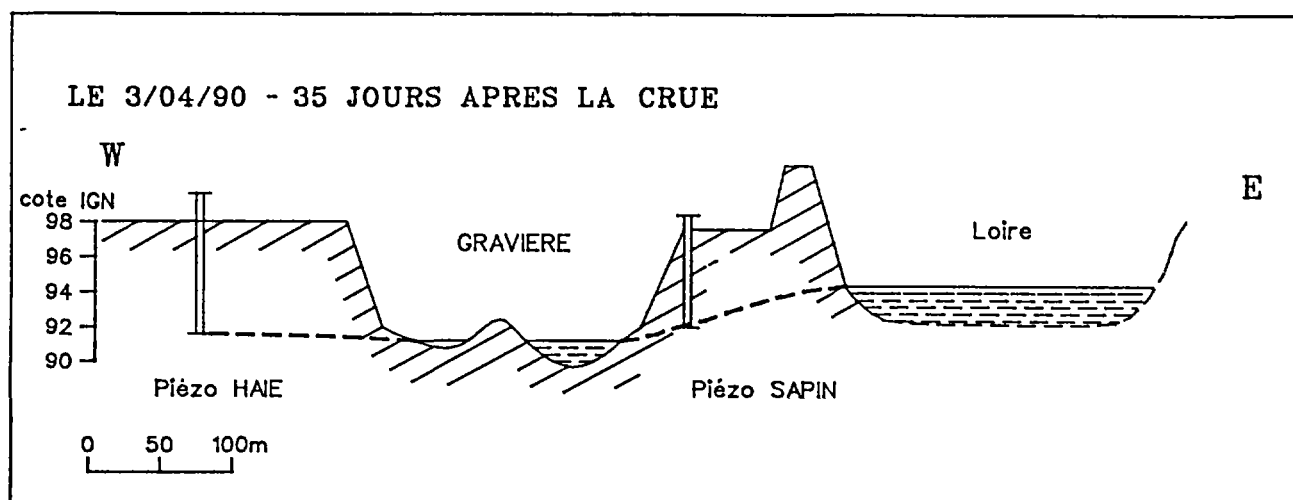 LE 3/04/90 - 35 JOURS APRES LA CRUE
W
E
cote IGN
98
96
94
92
90
GRAVIERE
Loire
Piézo HAIE
Piézo SAPIN
0 50 100m